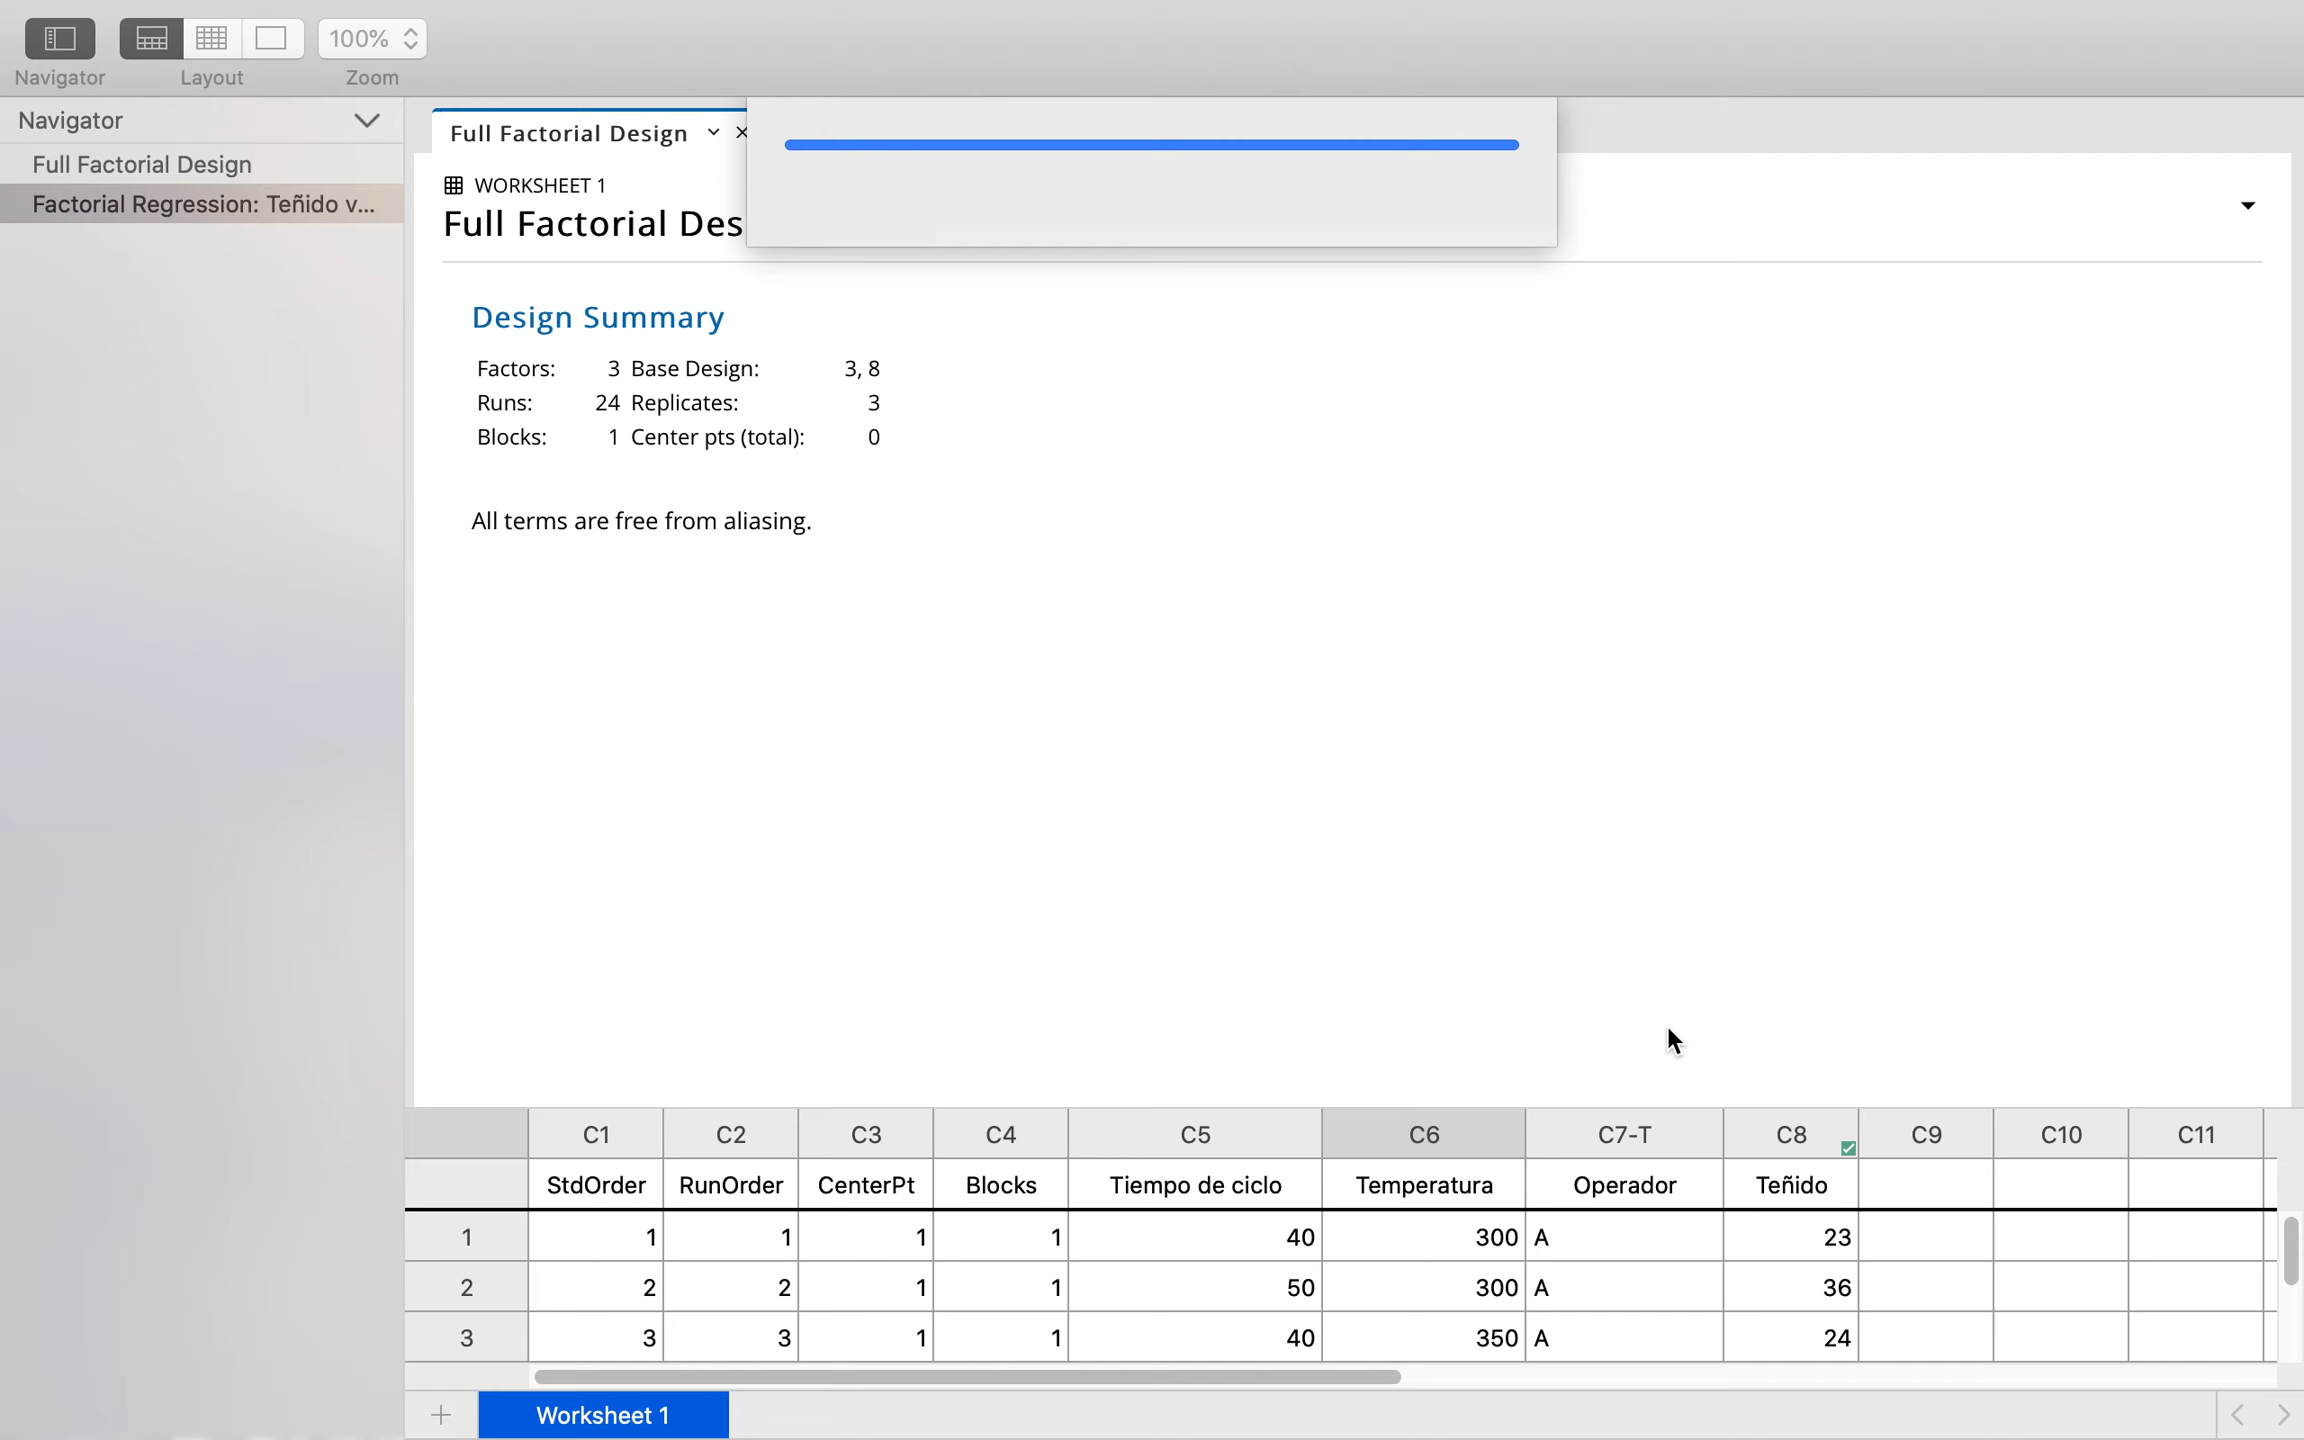 100%
Navigator Layout Zoom
Navigator
Full Factorial Design
Factorial Regression: Teñido v...
Full Factorial Design
WORKSHEET 1
Full Factorial Des
Design Summary
Factors: 3 Base Design: 3, 8
Runs: 24 Replicates: 3
Blocks: 1 Center pts (total): 0
All terms are free from aliasing.
C1 C2 C3 C4 C5 C6 C7-T C8 C9 C10 C11
StdOrder RunOrder CenterPt Blocks Tiempo de ciclo Temperatura Operador Teñido
1 1 1 1 1 40 300 A 23
2 2 2 1 1 50 300 A 36
3 3 3 1 1 40 350 A 24
Worksheet 1